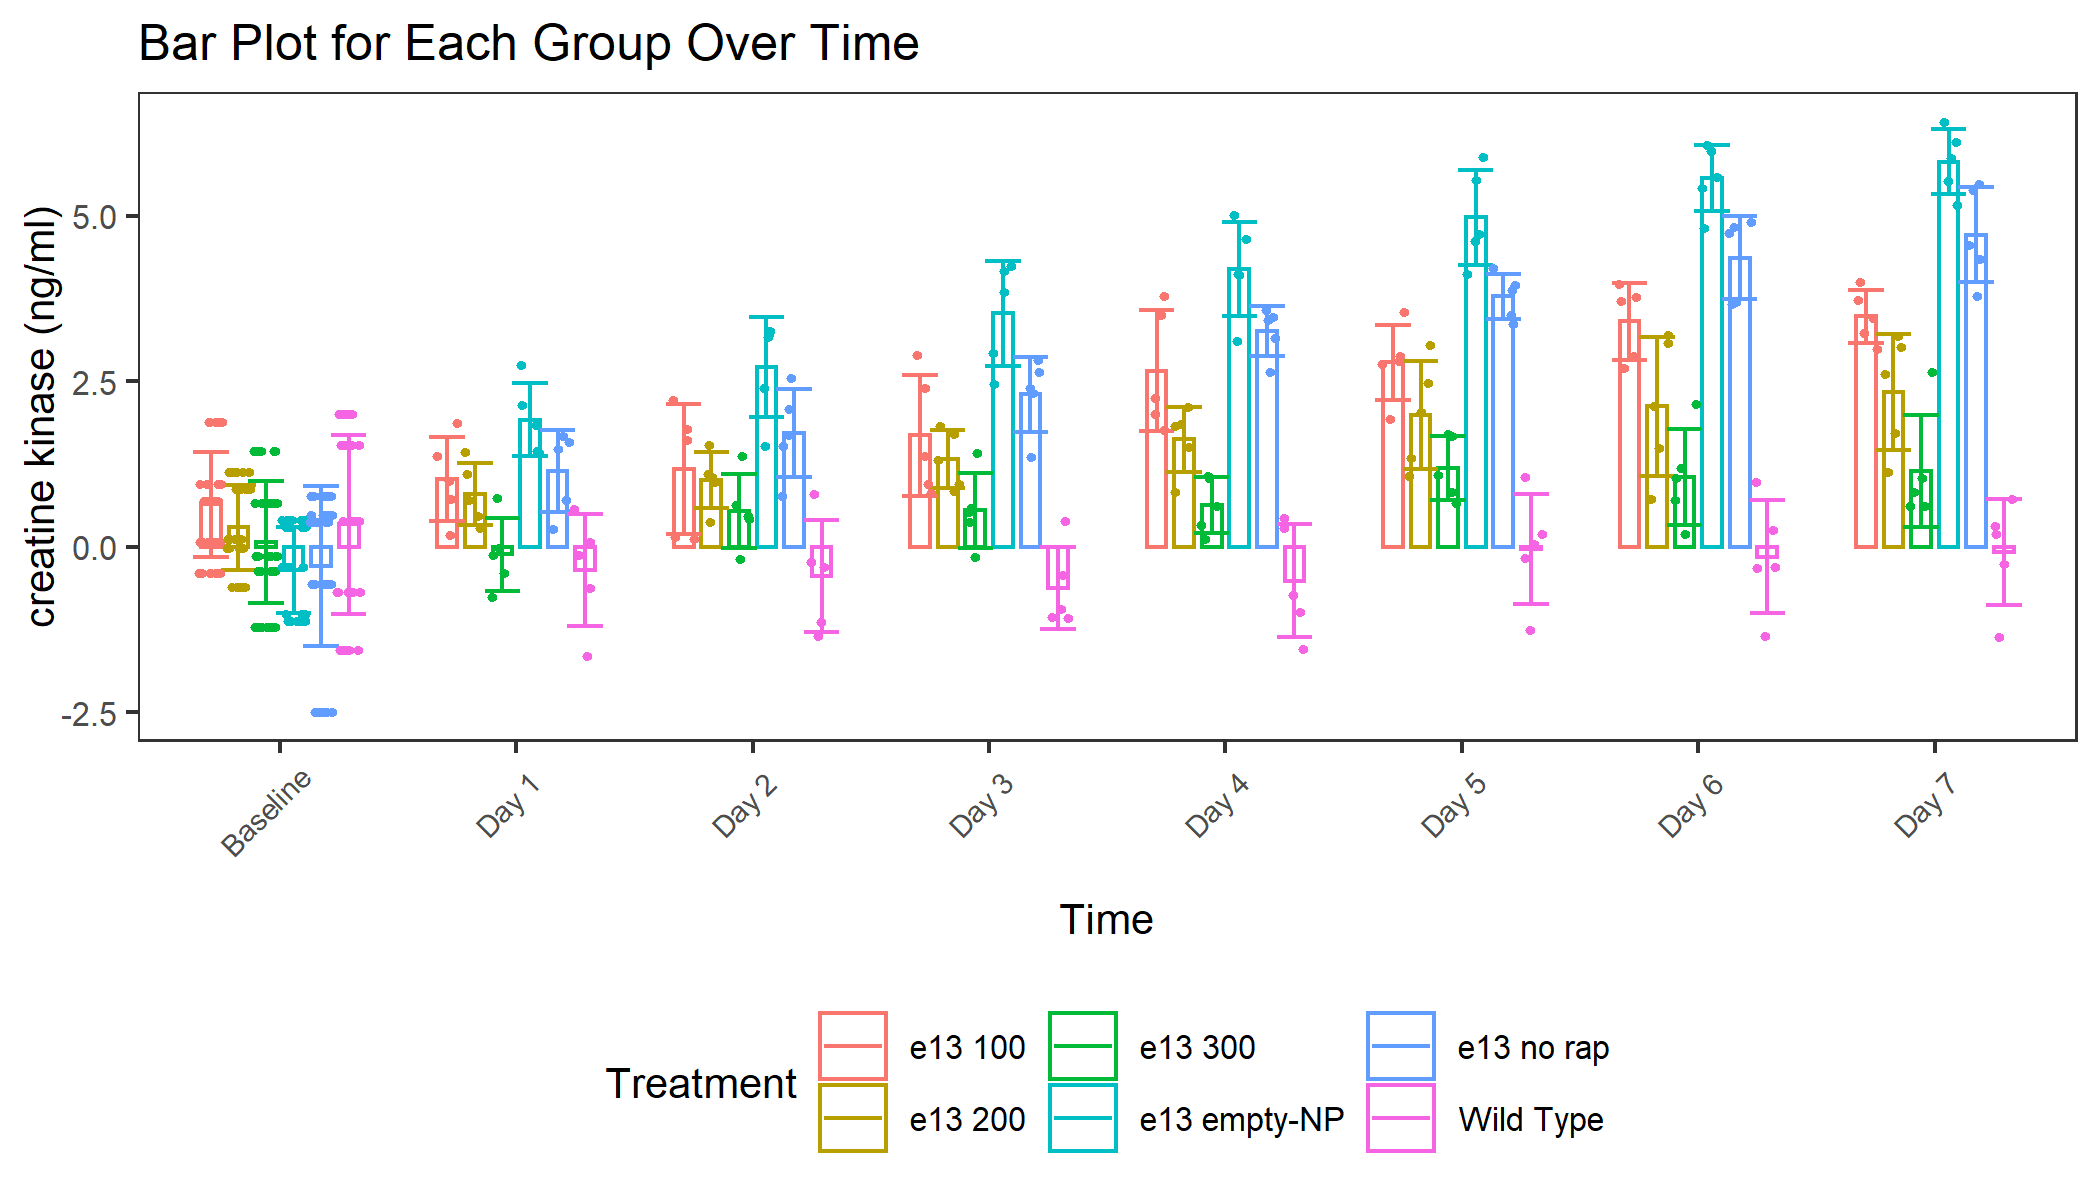 Bar Plot for Each Group Over Time
creatine kinase (ng/ml)
5.0
2.5
0.0
-2.5
Baseline
Day 1
Day 2
Day 3
Day 4
Day 5
Day 6
Day 7
Time
Treatment
e13 100
e13 300
e13 no rap
e13 200
e13 empty-NP
Wild Type